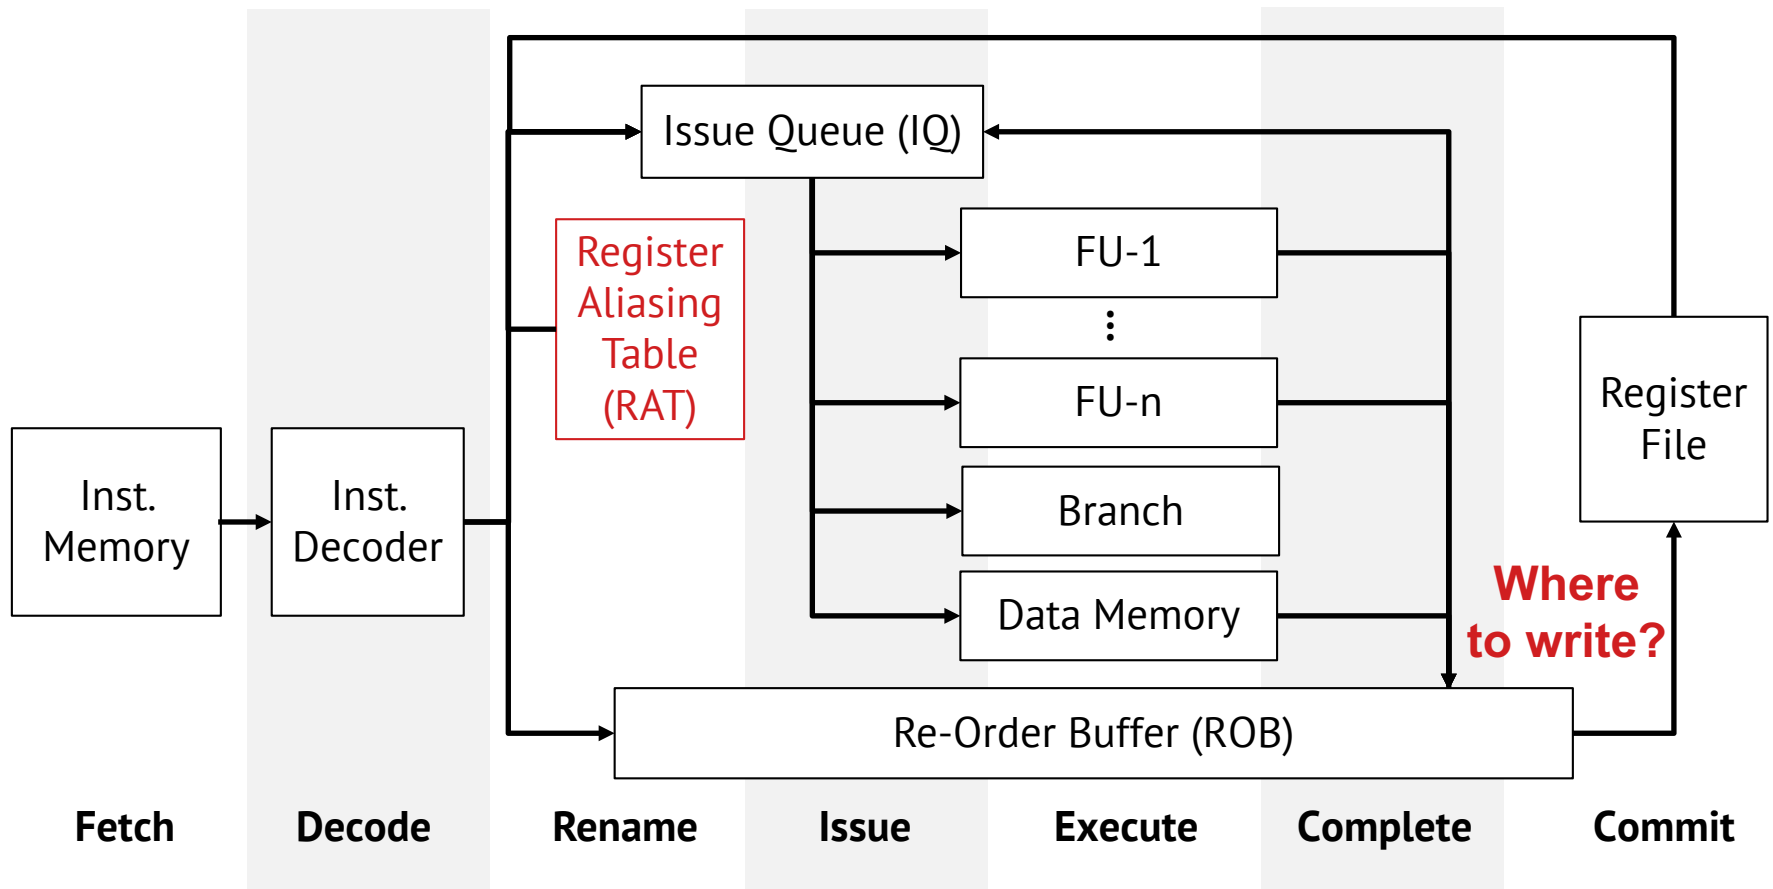 Issue Queue (IQ)
Register
Aliasing
Table
(RAT)
FU-1
FU-n
Branch
Data Memory
Inst.
Memory
Inst.
Decoder
Register
File
Where
to write?
Re-Order Buffer (ROB)
Fetch
Decode
Rename
Issue
Execute
Complete
Commit